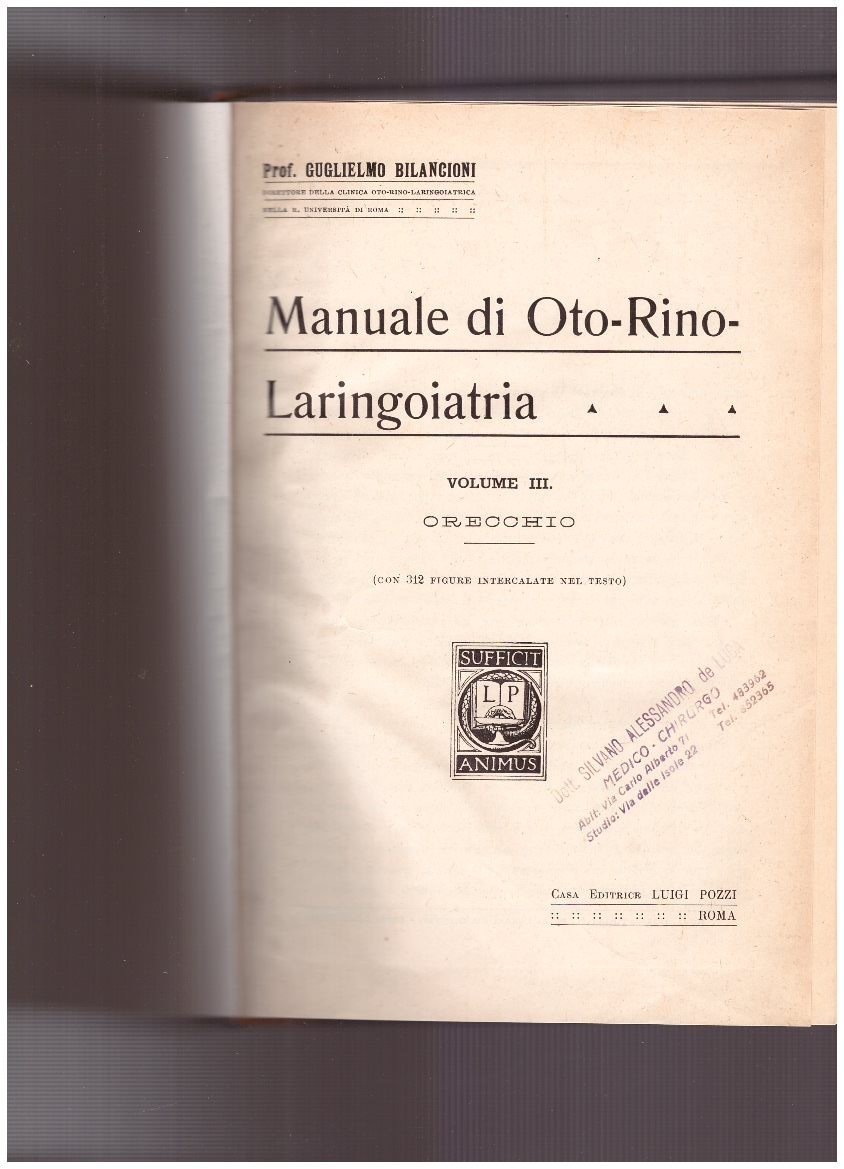 Prof. GUGLIELMO BILANCIONI
DIRETTORE DELLA CLINICA OTO-RINO-LARINGOIATRICA
DELLA R. UNIVERSITÀ DI ROMA :: :: :: :: ::
Manuale di Oto-Rino-
Laringoiatria
VOLUME III.
ORECCHIO
(CON 312 FIGURE INTERCALATE NEL TESTO)
SUFFICIT
L P
ANIMUS
Dott. SILVANO ALESSANDRO de
MEDICO - CHIRURGO
Abit: via Carlo Alberto 71 Tel. 483962
Studio: Via delle Isole 22 Tel. 852365
CASA EDITRICE LUIGI POZZI
:: :: :: :: :: :: :: ROMA